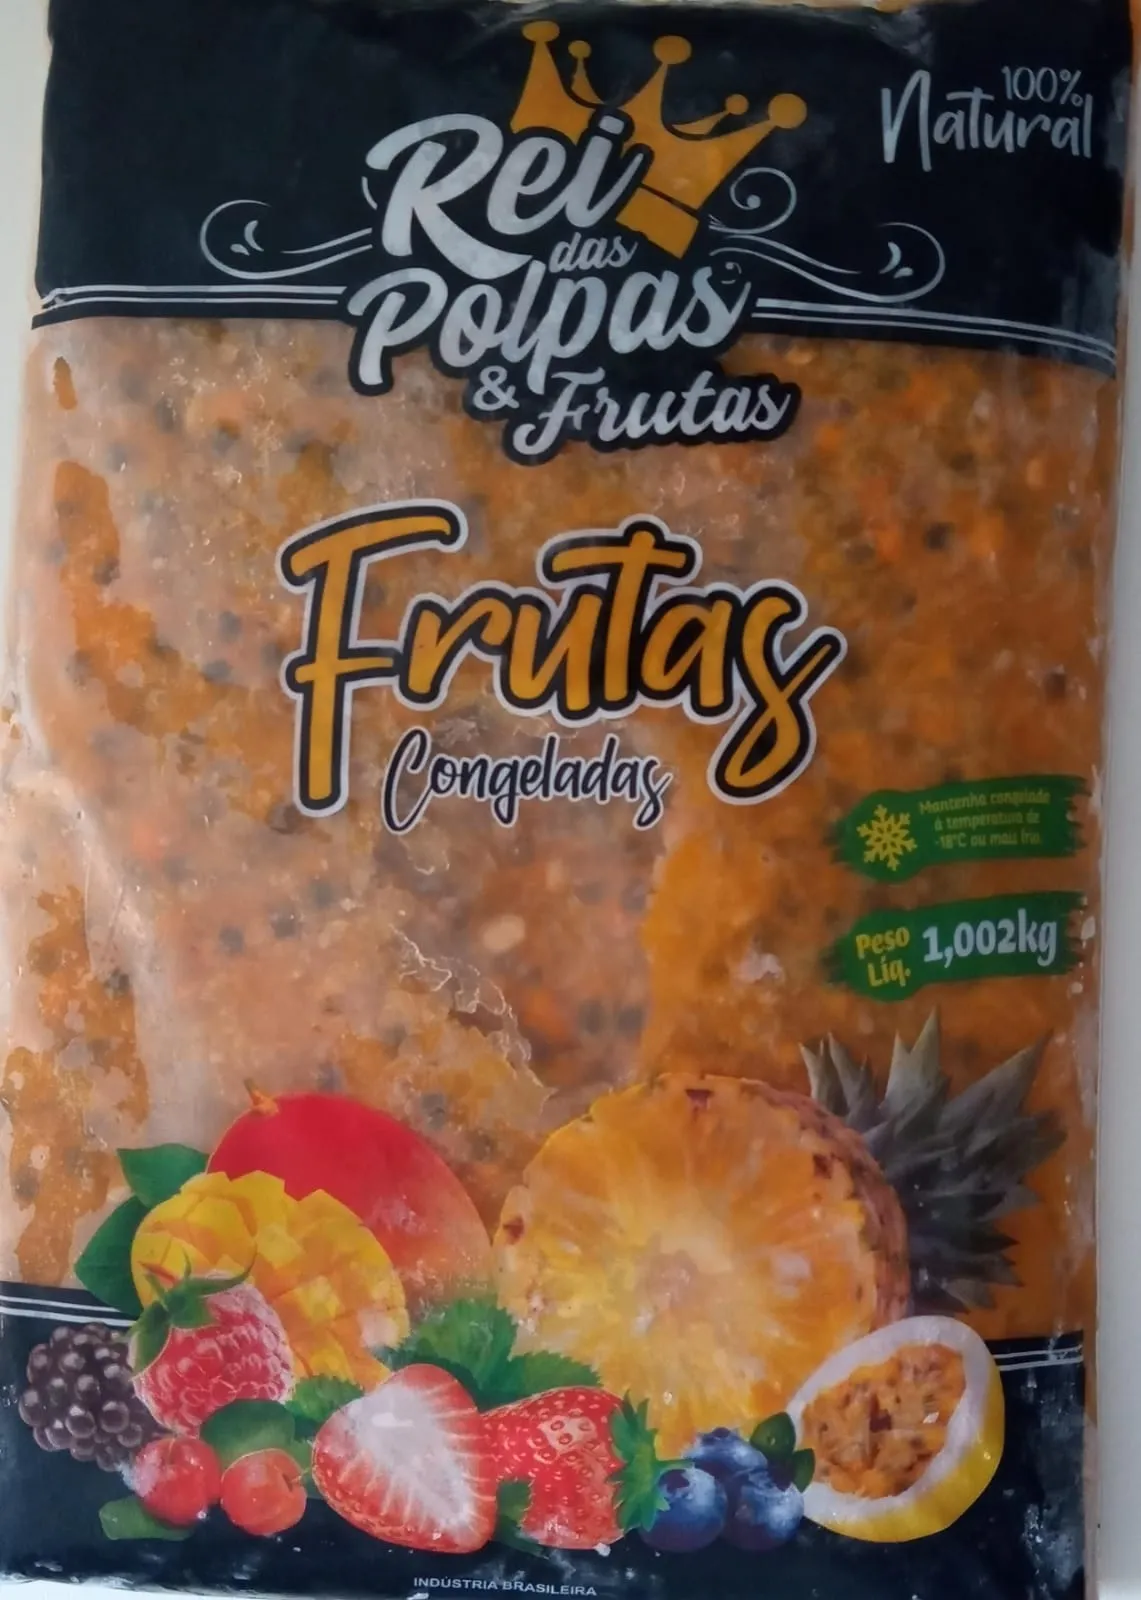 100%
Natural
Rei
das
Polpas
& Frutas
Frutas
Congeladas
Mantenha congelado
à temperatura de
-18°C ou mais frio.
Peso
Líq. 1,002kg
INDÚSTRIA BRASILEIRA